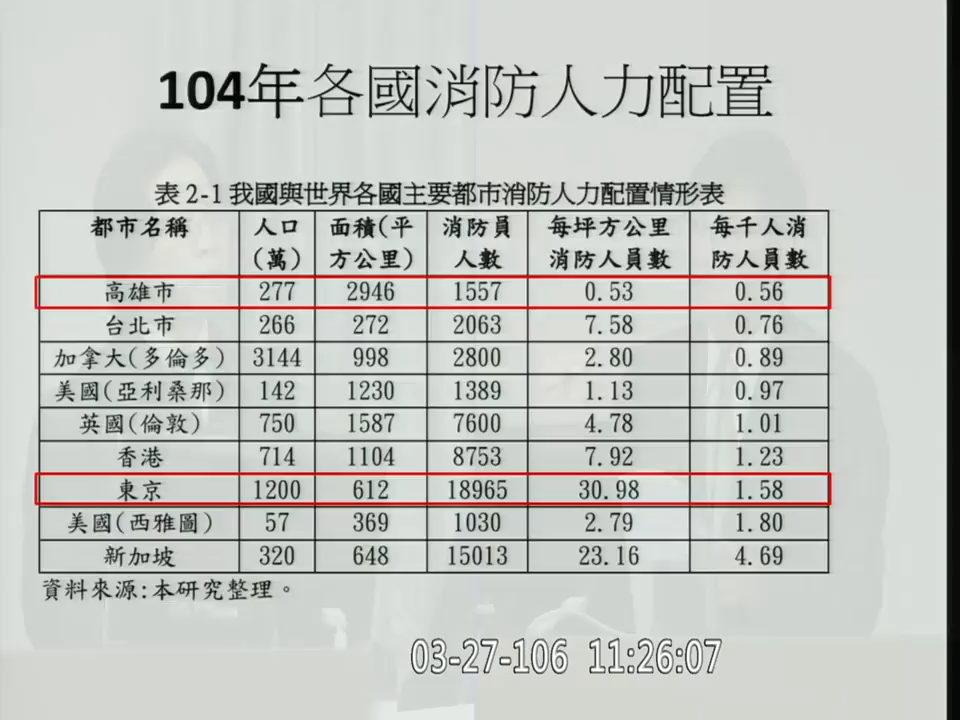 104年各國消防人力配置
表 2-1 我國與世界各國主要都市消防人力配置情形表
都市名稱 人口(萬) 面積(平方公里) 消防員人數 每坪方公里消防人員數 每千人消防人員數
高雄市 277 2946 1557 0.53 0.56
台北市 266 272 2063 7.58 0.76
加拿大(多倫多) 3144 998 2800 2.80 0.89
美國(亞利桑那) 142 1230 1389 1.13 0.97
英國(倫敦) 750 1587 7600 4.78 1.01
香港 714 1104 8753 7.92 1.23
東京 1200 612 18965 30.98 1.58
美國(西雅圖) 57 369 1030 2.79 1.80
新加坡 320 648 15013 23.16 4.69
資料來源:本研究整理。
03-27-106 11:26:07